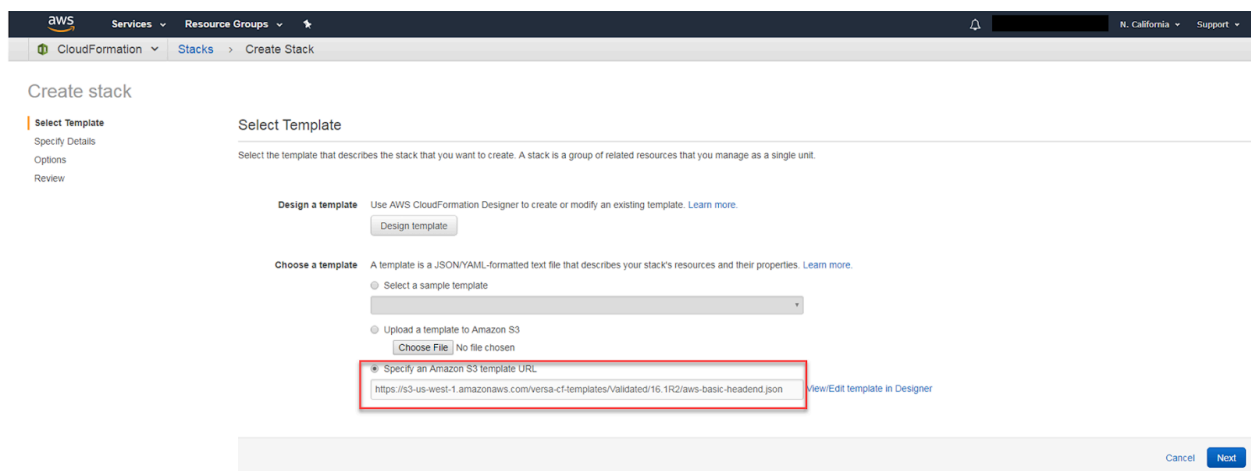 aws Services Resource Groups N. California Support
CloudFormation Stacks > Create Stack
Create stack
Select Template
Specify Details
Options
Review
Select Template
Select the template that describes the stack that you want to create. A stack is a group of related resources that you manage as a single unit.
Design a template Use AWS CloudFormation Designer to create or modify an existing template. Learn more.
Design template
Choose a template A template is a JSON/YAML-formatted text file that describes your stack's resources and their properties. Learn more.
Select a sample template
Upload a template to Amazon S3
Choose File No file chosen
Specify an Amazon S3 template URL
https://s3-us-west-1.amazonaws.com/versa-cf-templates/Validated/16.1R2/aws-basic-headend.json View/Edit template in Designer
Cancel Next